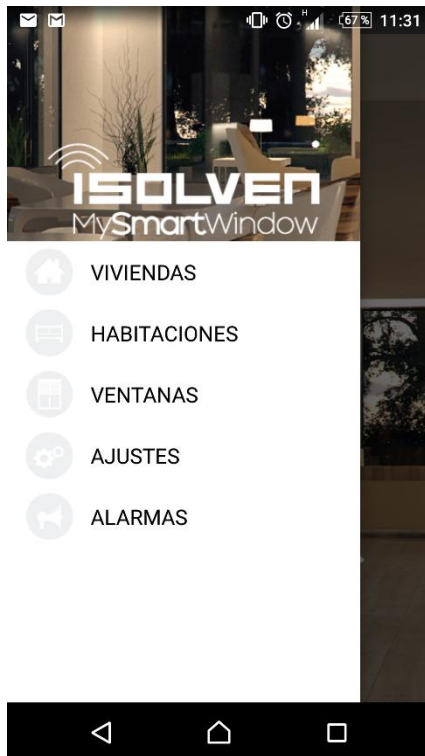 H 67% 11:31
ISOLVEN
MySmartWindow
VIVIENDAS
HABITACIONES
VENTANAS
AJUSTES
ALARMAS